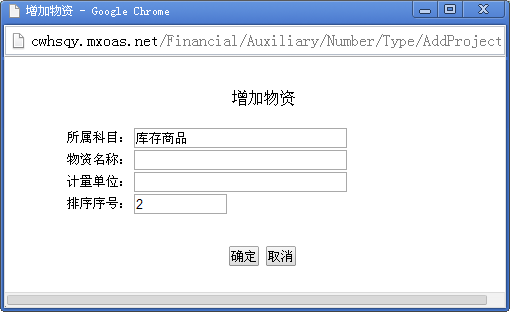 增加物资 - Google Chrome
cwhsqy.mxoas.net/Financial/Auxiliary/Number/Type/AddProject
增加物资
所属科目： 库存商品
物资名称：
计量单位：
排序序号： 2
确定 取消